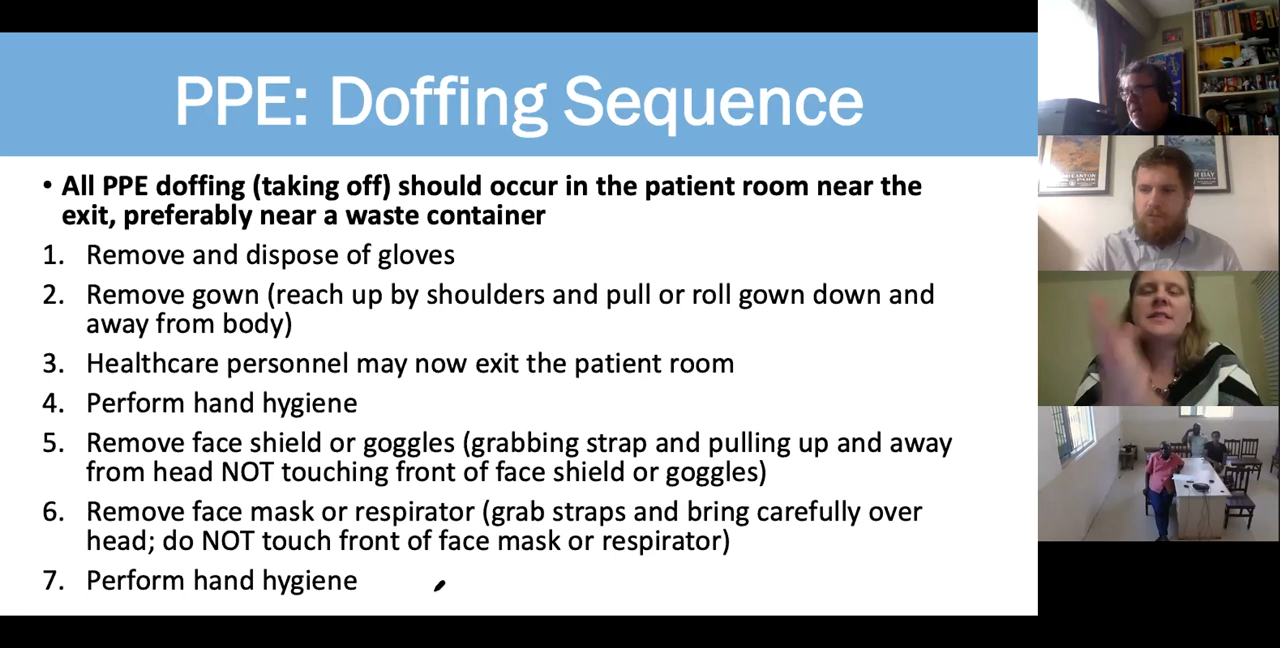 PPE: Doffing Sequence
• All PPE doffing (taking off) should occur in the patient room near the
exit, preferably near a waste container
1. Remove and dispose of gloves
2. Remove gown (reach up by shoulders and pull or roll gown down and
away from body)
3. Healthcare personnel may now exit the patient room
4. Perform hand hygiene
5. Remove face shield or goggles (grabbing strap and pulling up and away
from head NOT touching front of face shield or goggles)
6. Remove face mask or respirator (grab straps and bring carefully over
head; do NOT touch front of face mask or respirator)
7. Perform hand hygiene